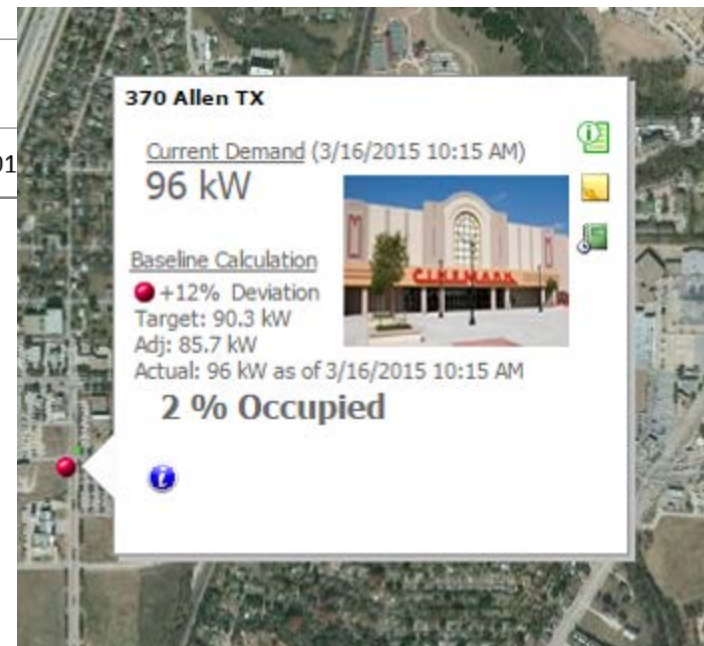 01
370 Allen TX
Current Demand (3/16/2015 10:15 AM)
96 kW
CINEMARK
Baseline Calculation
+12% Deviation
Target: 90.3 kW
Adj: 85.7 kW
Actual: 96 kW as of 3/16/2015 10:15 AM
2 % Occupied